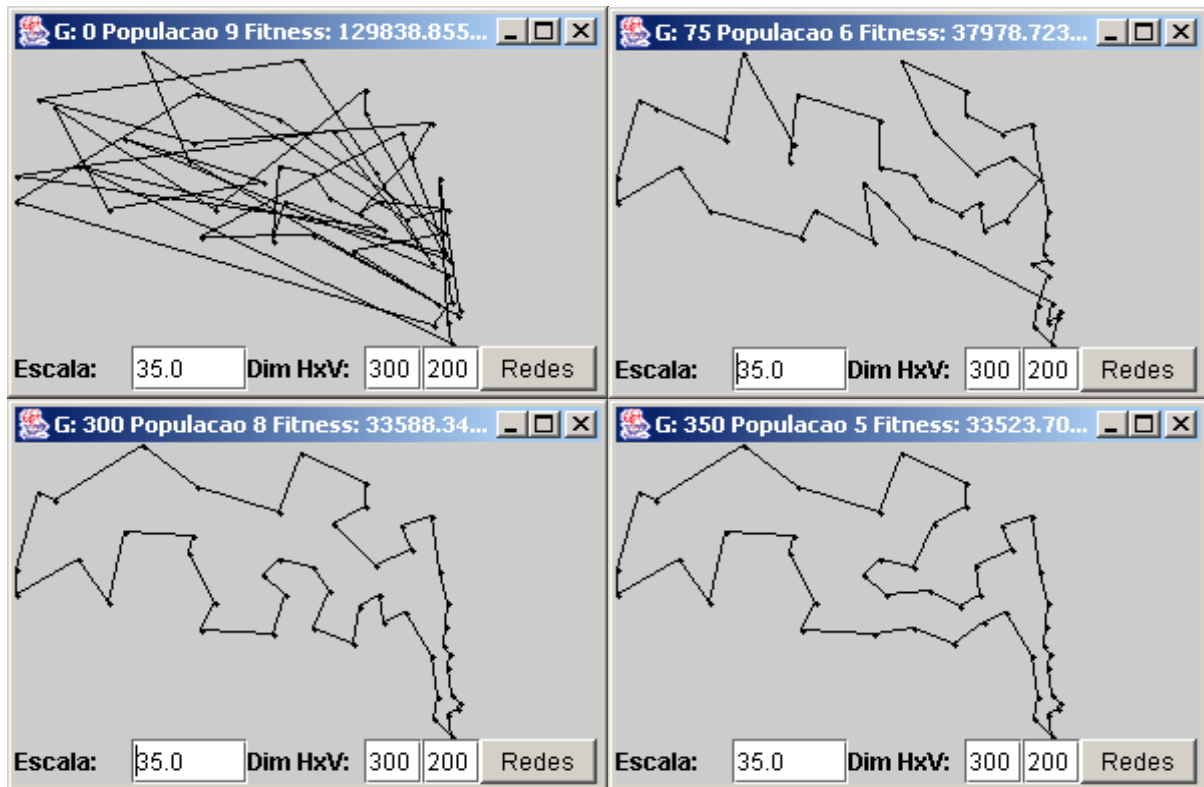 G: 0 Populacao 9 Fitness: 129838.855...
Escala: 35.0 Dim HxV: 300 200 Redes
G: 75 Populacao 6 Fitness: 37978.723...
Escala: 35.0 Dim HxV: 300 200 Redes
G: 300 Populacao 8 Fitness: 33588.34...
Escala: 35.0 Dim HxV: 300 200 Redes
G: 350 Populacao 5 Fitness: 33523.70...
Escala: 35.0 Dim HxV: 300 200 Redes